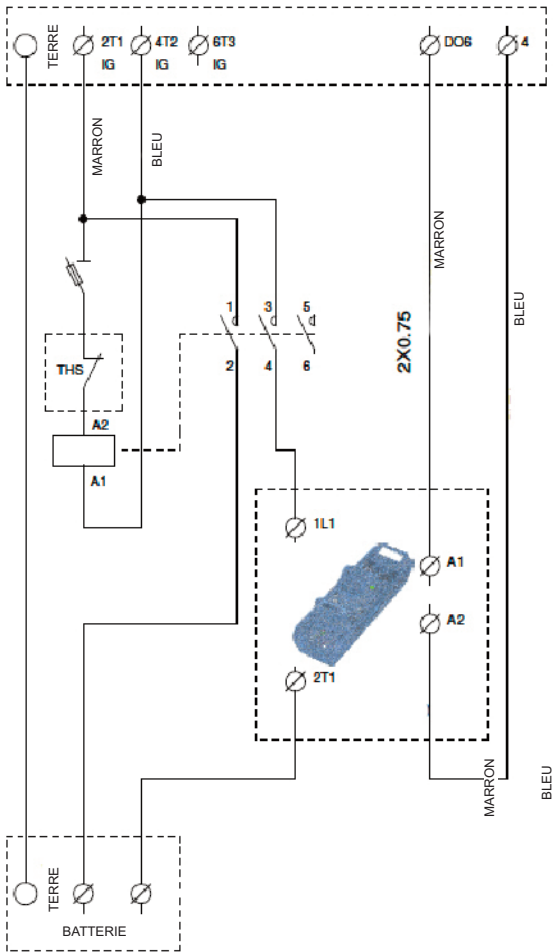 TERRE
2T1
IG
4T2
IG
6T3
IG
DO6
4
MARRON
BLEU
MARRON
BLEU
2X0.75
1
3
5
2
4
6
THS
A2
A1
1L1
A1
A2
2T1
MARRON
BLEU
TERRE
BATTERIE